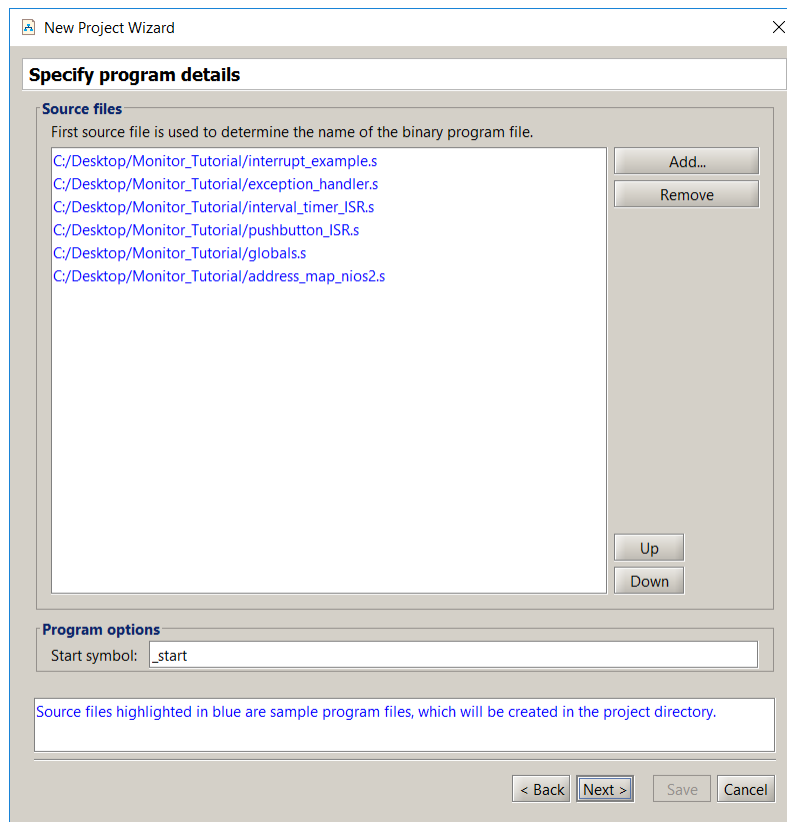 New Project Wizard
Specify program details
Source files
First source file is used to determine the name of the binary program file.
C:/Desktop/Monitor_Tutorial/interrupt_example.s
C:/Desktop/Monitor_Tutorial/exception_handler.s
C:/Desktop/Monitor_Tutorial/interval_timer_ISR.s
C:/Desktop/Monitor_Tutorial/pushbutton_ISR.s
C:/Desktop/Monitor_Tutorial/globals.s
C:/Desktop/Monitor_Tutorial/address_map_nios2.s
Add...
Remove
Up
Down
Program options
Start symbol: _start
Source files highlighted in blue are sample program files, which will be created in the project directory.
< Back Next > Save Cancel